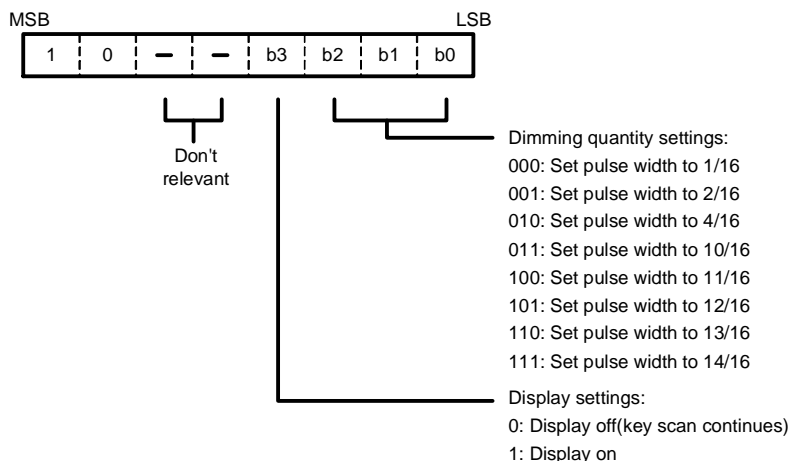 MSB LSB
1 0 – – b3 b2 b1 b0
Don't
relevant
Dimming quantity settings:
000: Set pulse width to 1/16
001: Set pulse width to 2/16
010: Set pulse width to 4/16
011: Set pulse width to 10/16
100: Set pulse width to 11/16
101: Set pulse width to 12/16
110: Set pulse width to 13/16
111: Set pulse width to 14/16
Display settings:
0: Display off(key scan continues)
1: Display on